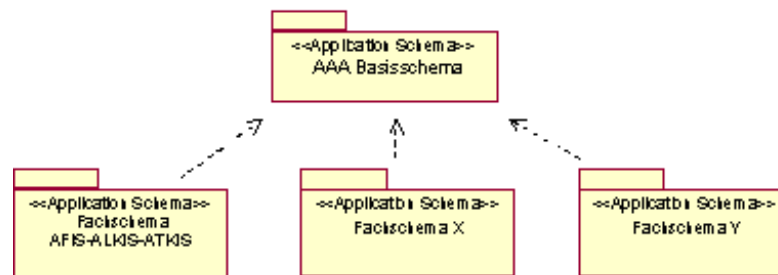 <<Application Schema>>
AAA Basisschema
<<Application Schema>>
Fachschema
AFIS-ALKIS-ATKIS
<<Application Schema>>
Fachschema X
<<Application Schema>>
Fachschema Y